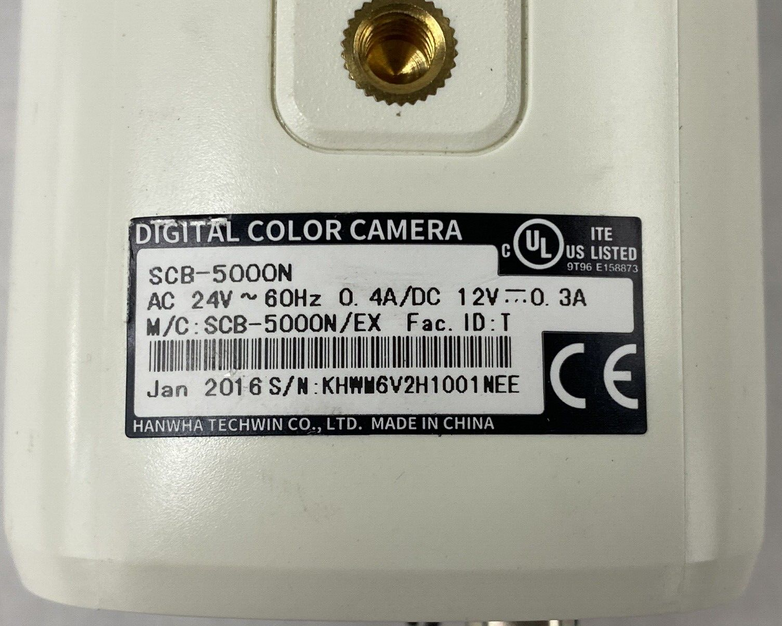 DIGITAL COLOR CAMERA
C UL US LISTED
ITE
9T96 E158873
SCB-5000N
AC 24V ~ 60Hz 0.4A/DC 12V⎓0.3A
M/C:SCB-5000N/EX Fac. ID:T
Jan 2016 S/N:KHWM6V2H1001NEE
CE
HANWHA TECHWIN CO., LTD. MADE IN CHINA